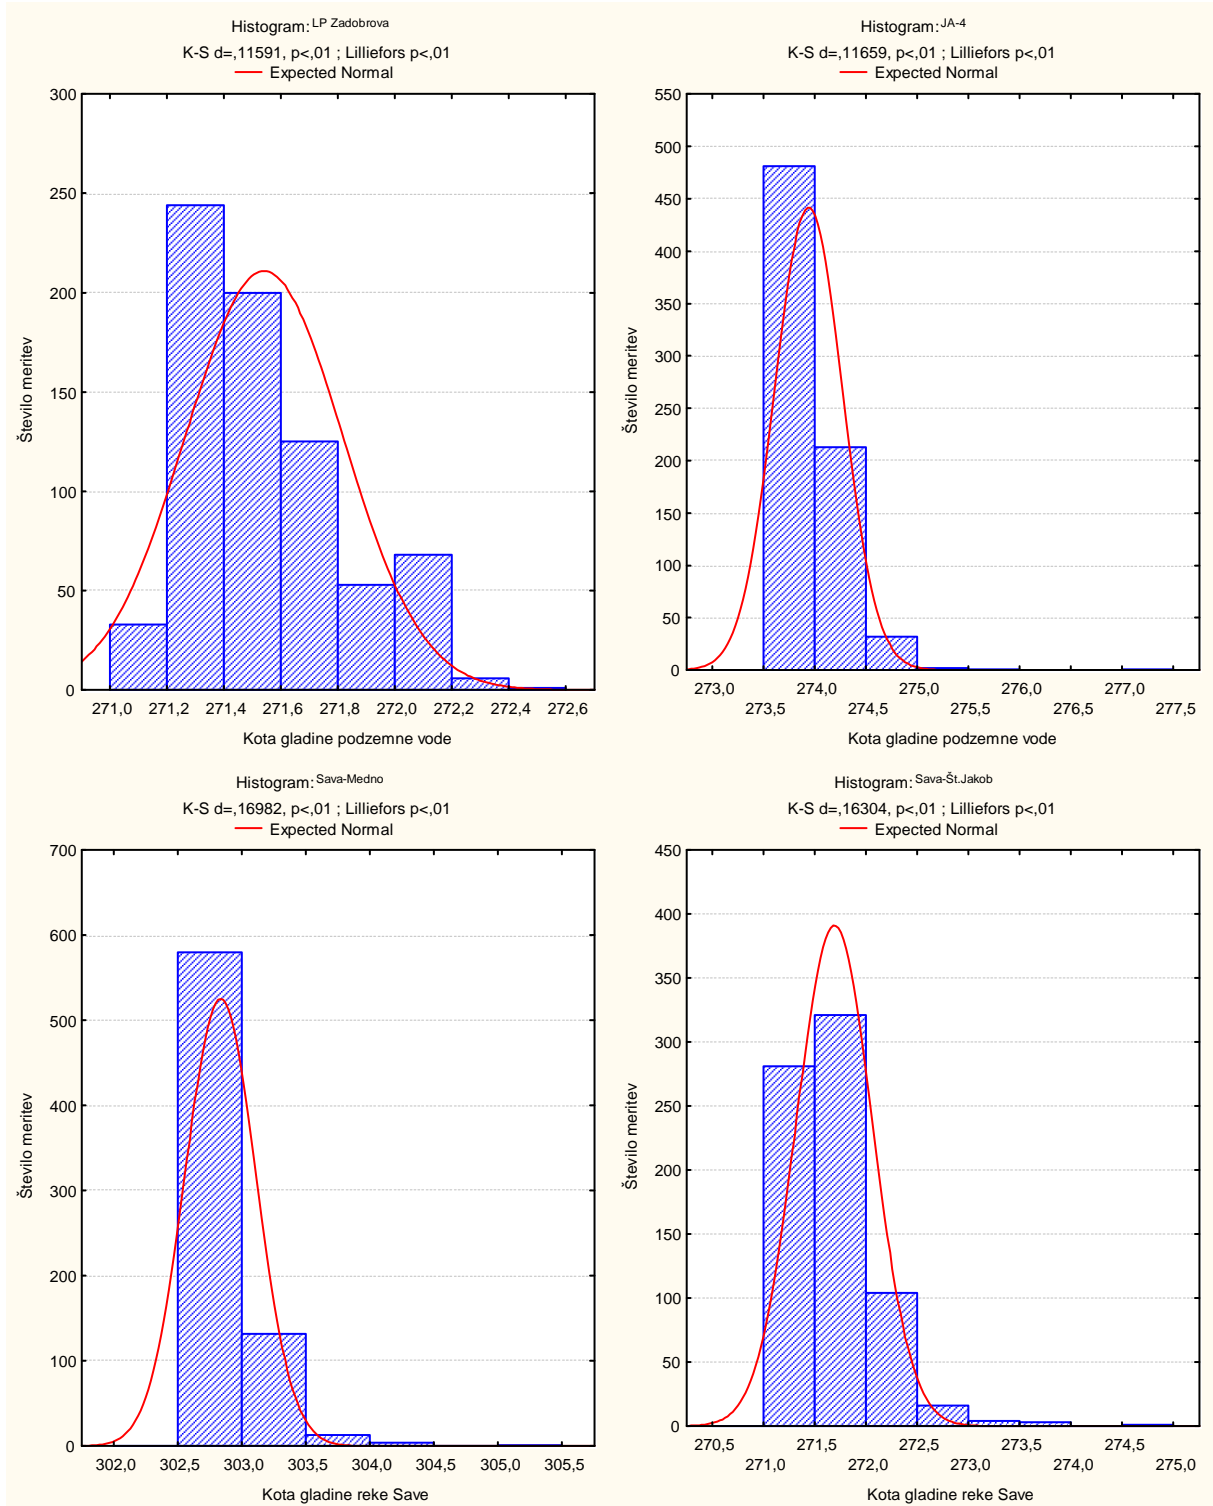 Histogram: LP Zadobrova
K-S d=,11591, p<,01 ; Lilliefors p<,01
Expected Normal
300
250
200
150
100
50
0
Število meritev
271,0 271,2 271,4 271,6 271,8 272,0 272,2 272,4 272,6
Kota gladine podzemne vode
Histogram: JA-4
K-S d=,11659, p<,01 ; Lilliefors p<,01
Expected Normal
550
500
450
400
350
300
250
200
150
100
50
0
Število meritev
273,0 274,0 275,0 276,0 277,0
273,5 274,5 275,5 276,5 277,5
Kota gladine podzemne vode
Histogram: Sava-Medno
K-S d=,16982, p<,01 ; Lilliefors p<,01
Expected Normal
700
600
500
400
300
200
100
0
Število meritev
302,0 302,5 303,0 303,5 304,0 304,5 305,0 305,5
Kota gladine reke Save
Histogram: Sava-Št.Jakob
K-S d=,16304, p<,01 ; Lilliefors p<,01
Expected Normal
450
400
350
300
250
200
150
100
50
0
Število meritev
270,5 271,5 272,5 273,5 274,5
271,0 272,0 273,0 274,0 275,0
Kota gladine reke Save